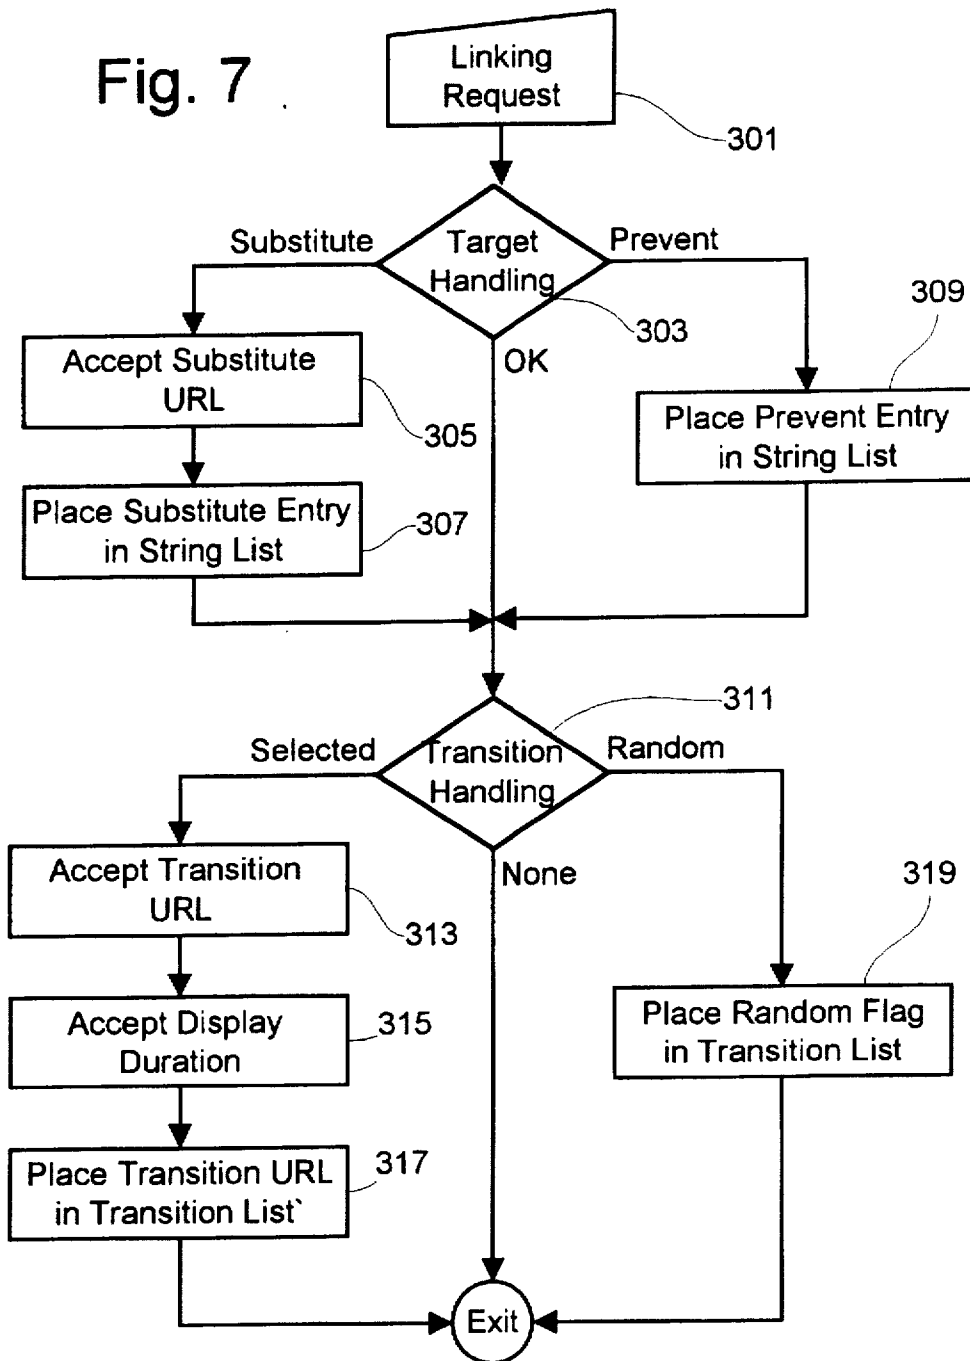 Fig. 7
Linking
Request
301
Substitute
Target
Handling
Prevent
303
OK
309
Accept Substitute
URL
305
Place Prevent Entry
in String List
Place Substitute Entry
in String List
307
311
Selected
Transition
Handling
Random
None
Accept Transition
URL
313
319
Accept Display
Duration
315
Place Random Flag
in Transition List
Place Transition URL
in Transition List`
317
Exit